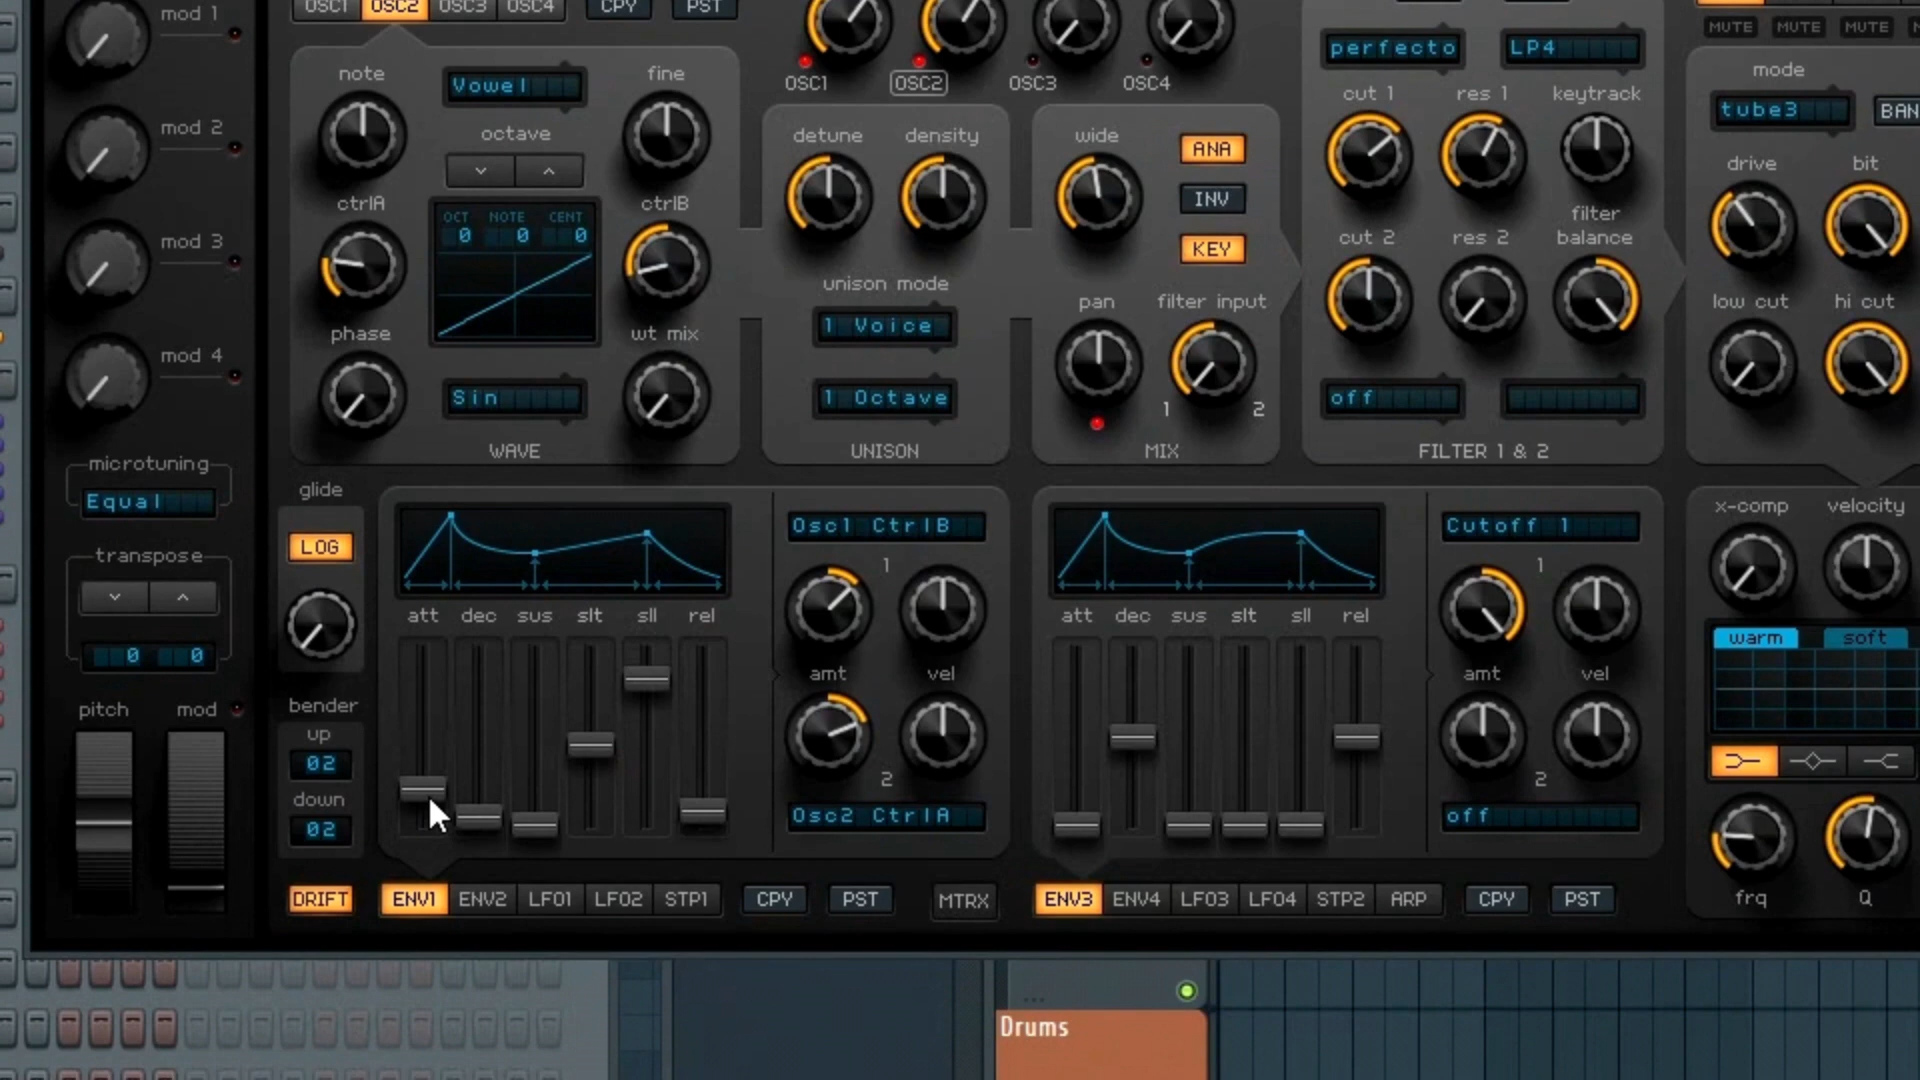 mod 1
OSC1 OSC2 OSC3 OSC4 CPY PST
MUTE MUTE MUTE
perfecto LP4
note Vowel fine
OSC1 OSC2 OSC3 OSC4
mode
cut 1 res 1 keytrack
tube3 BAN
mod 2
octave
detune density
wide ANA
drive bit
INV
ctrlA ctrlB
OCT NOTE CENT
0 0 0
filter
balance
cut 2 res 2
mod 3
KEY
unison mode
pan filter input
low cut hi cut
1 Voice
phase wt mix
mod 4
Sin
1 Octave
1 2
off
WAVE UNISON MIX FILTER 1 & 2
microtuning
Equal
glide
LOG
Osc1 CtrlB
Cutoff 1
x-comp velocity
transpose
1 1
att dec sus slt sll rel
att dec sus slt sll rel
warm soft
0 0
amt vel
amt vel
pitch mod
bender
up
02
2 2
down
02
Osc2 CtrlA
off
DRIFT ENV1 ENV2 LFO1 LFO2 STP1 CPY PST MTRX ENV3 ENV4 LFO3 LFO4 STP2 ARP CPY PST
frq Q
...
Drums